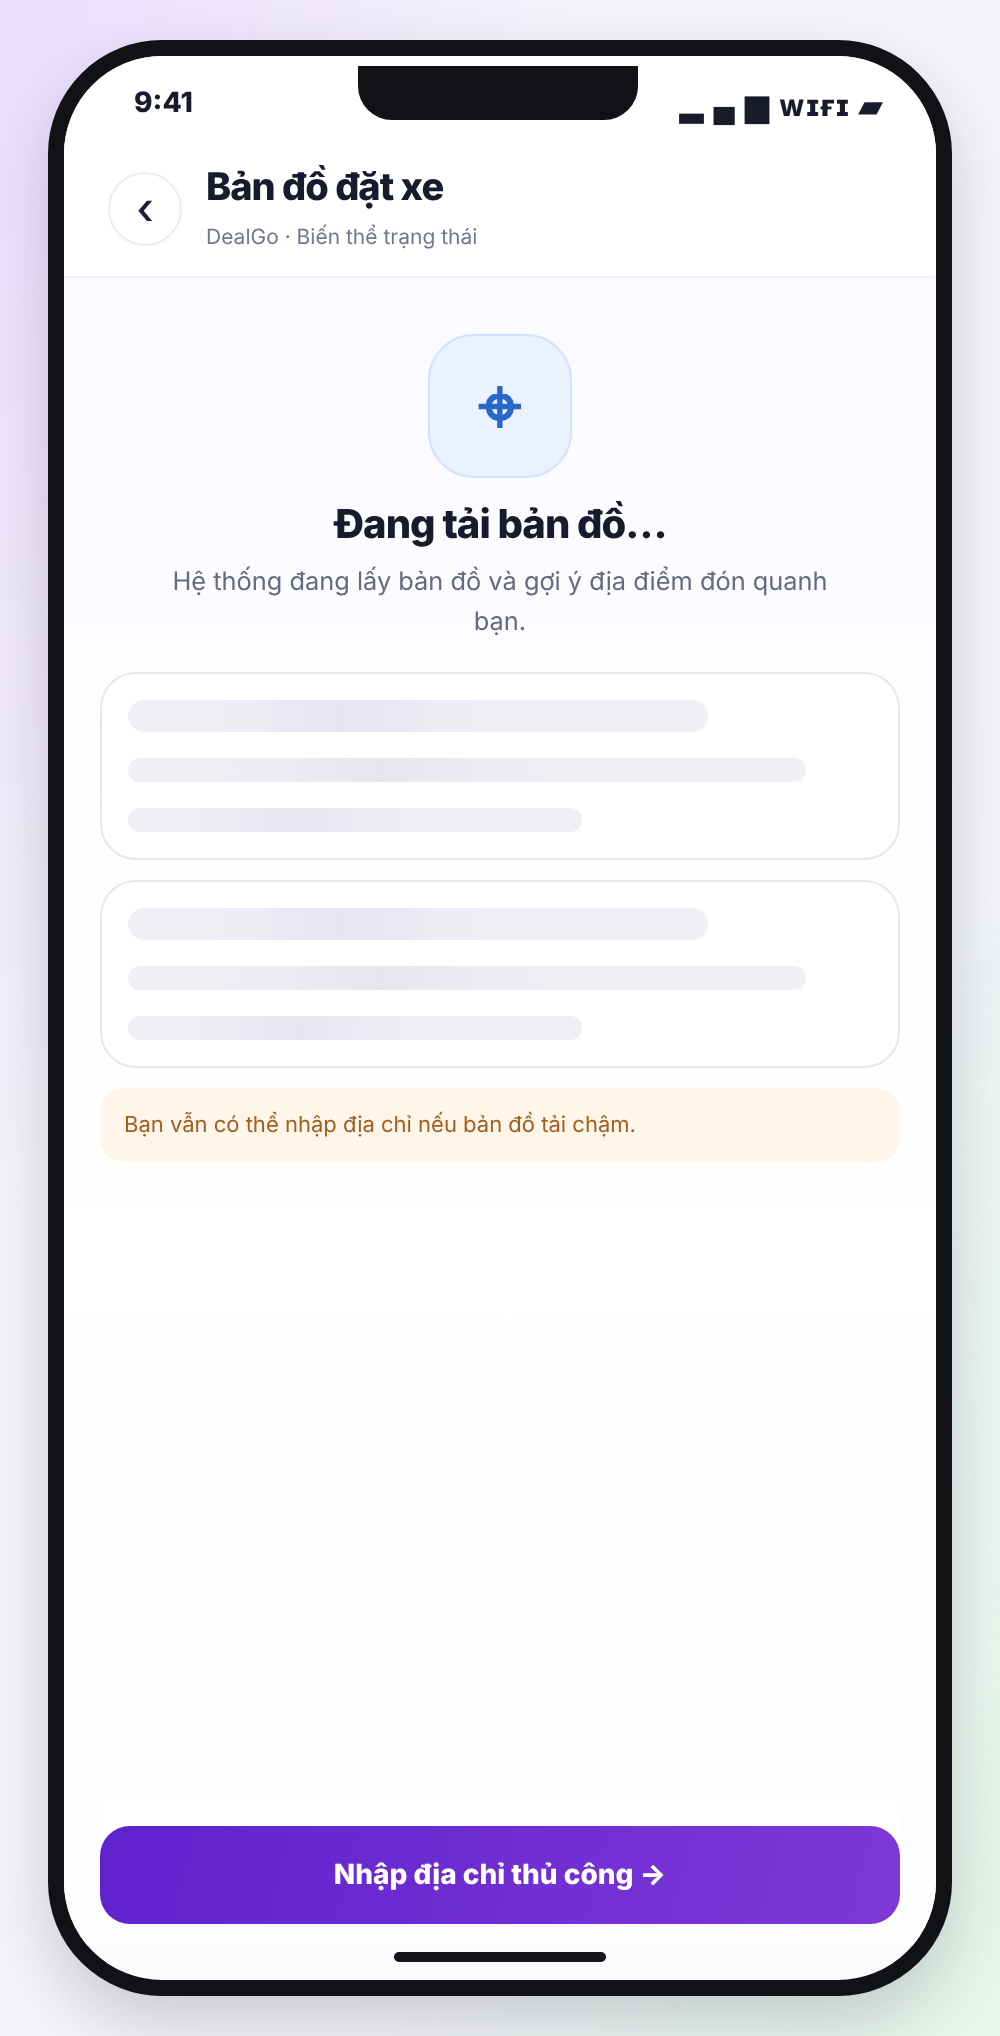 9:41
WIFI
Bản đồ đặt xe
DealGo · Biến thể trạng thái
Đang tải bản đồ...
Hệ thống đang lấy bản đồ và gợi ý địa điểm đón quanh
bạn.
Bạn vẫn có thể nhập địa chỉ nếu bản đồ tải chậm.
Nhập địa chỉ thủ công →